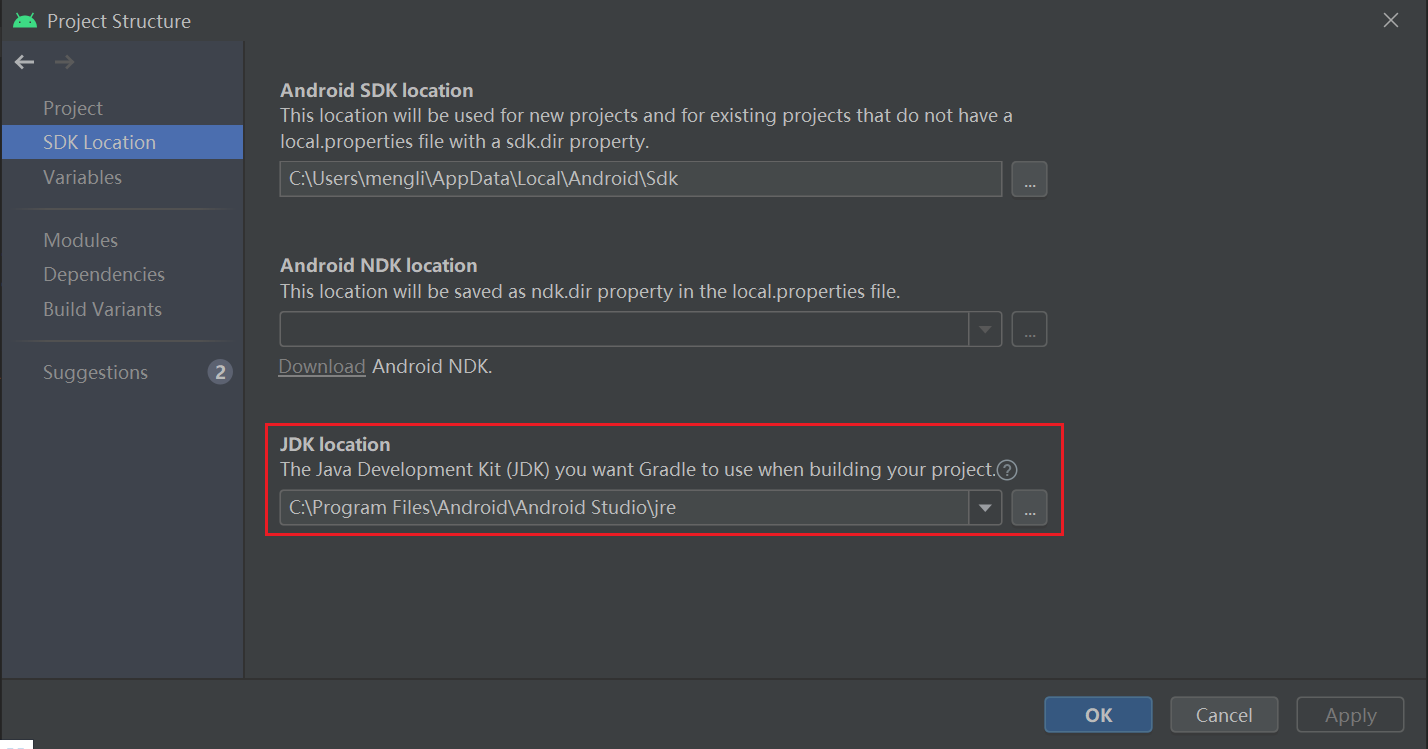 Project Structure
Project
SDK Location
Variables
Modules
Dependencies
Build Variants
Suggestions 2
Android SDK location
This location will be used for new projects and for existing projects that do not have a
local.properties file with a sdk.dir property.
C:\Users\mengli\AppData\Local\Android\Sdk
...
Android NDK location
This location will be saved as ndk.dir property in the local.properties file.
...
Download Android NDK.
JDK location
The Java Development Kit (JDK) you want Gradle to use when building your project. ?
C:\Program Files\Android\Android Studio\jre
...
OK Cancel Apply